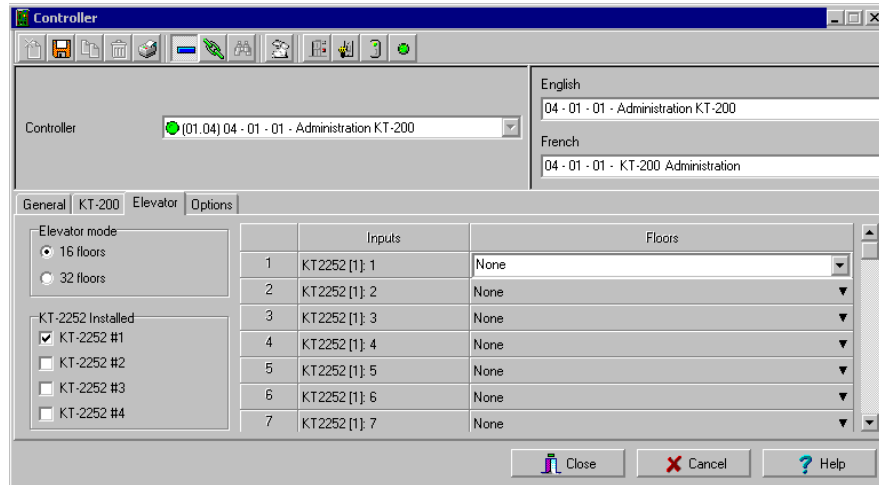 Controller
English
04 - 01 - 01 - Administration KT-200
Controller
(01.04) 04 - 01 - 01 - Administration KT-200
French
04 - 01 - 01 - KT-200 Administration
General KT-200 Elevator Options
Elevator mode
16 floors
32 floors
KT-2252 Installed
KT-2252 #1
KT-2252 #2
KT-2252 #3
KT-2252 #4
Inputs Floors
1 KT2252 [1]: 1 None
2 KT2252 [1]: 2 None
3 KT2252 [1]: 3 None
4 KT2252 [1]: 4 None
5 KT2252 [1]: 5 None
6 KT2252 [1]: 6 None
7 KT2252 [1]: 7 None
Close Cancel ? Help